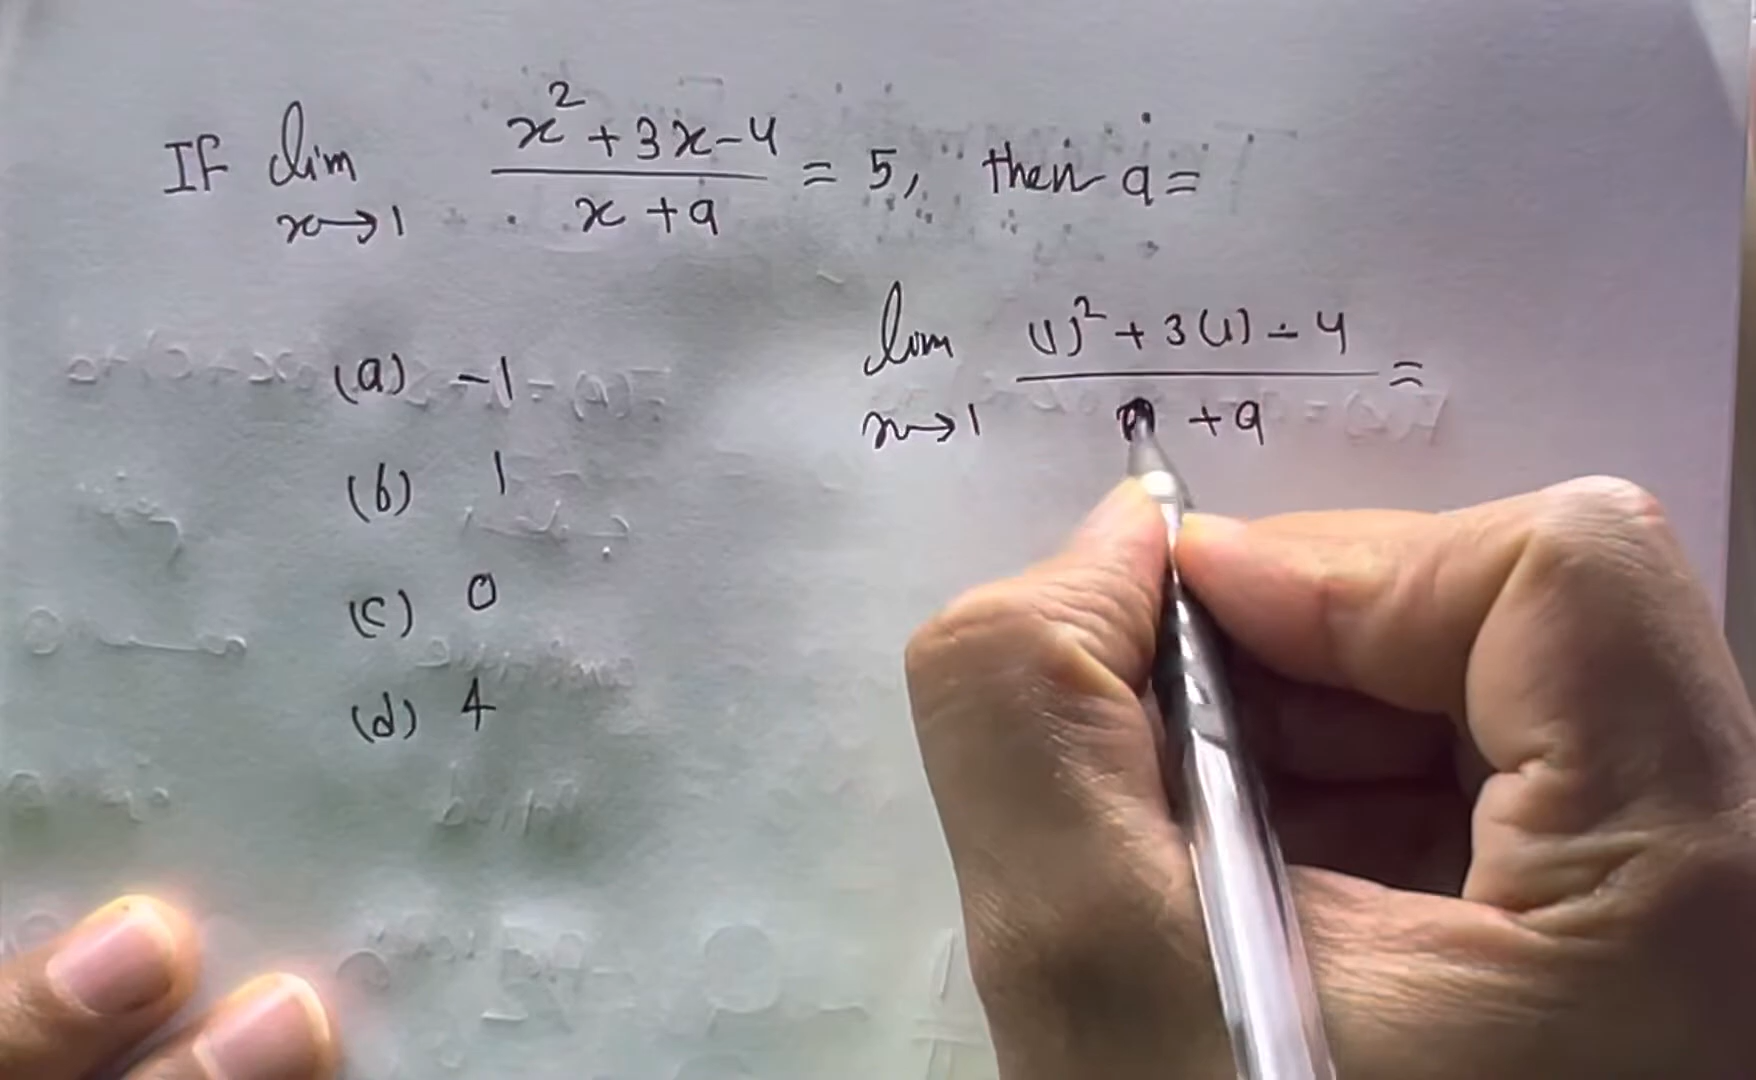 If lim x→1 (x² + 3x - 4)/(x + a) = 5, then a =
lim x→1 ((1)² + 3(1) - 4)/( + a) =
(a) -1
(b) 1
(c) 0
(d) 4